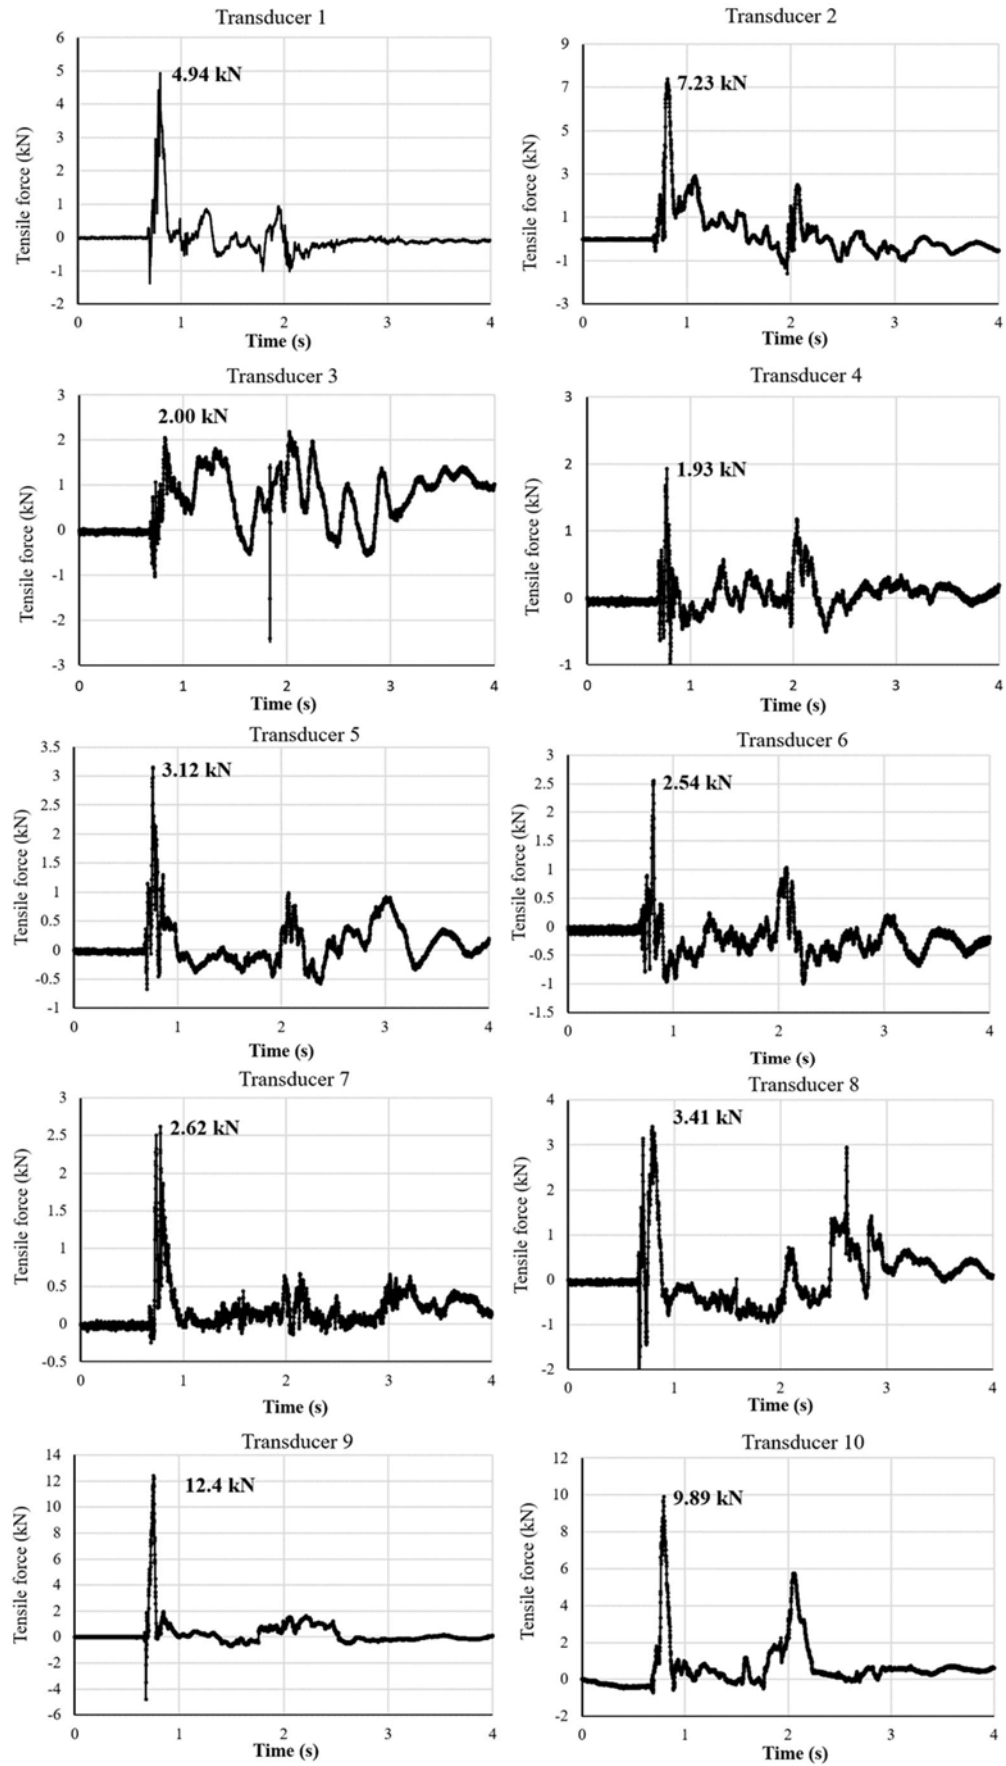 Transducer 1
6
5
4
3
2
1
0
-1
-2
Tensile force (kN)
4.94 kN
0 1 2 3 4
Time (s)
Transducer 2
9
7
5
3
1
-1
-3
Tensile force (kN)
7.23 kN
0 1 2 3 4
Time (s)
Transducer 3
3
2
1
0
-1
-2
-3
Tensile force (kN)
2.00 kN
0 1 2 3 4
Time (s)
Transducer 4
3
2
1
0
-1
Tensile force (kN)
1.93 kN
0 1 2 3 4
Time (s)
Transducer 5
3.5
3
2.5
2
1.5
1
0.5
0
-0.5
-1
Tensile force (kN)
3.12 kN
0 1 2 3 4
Time (s)
Transducer 6
3
2.5
2
1.5
1
0.5
0
-0.5
-1
-1.5
Tensile force (kN)
2.54 kN
0 1 2 3 4
Time (s)
Transducer 7
3
2.5
2
1.5
1
0.5
0
-0.5
Tensile force (kN)
2.62 kN
0 1 2 3 4
Time (s)
Transducer 8
4
3
2
1
0
-1
-2
Tensile force (kN)
3.41 kN
0 1 2 3 4
Time (s)
Transducer 9
14
12
10
8
6
4
2
0
-2
-4
-6
Tensile force (kN)
12.4 kN
0 1 2 3 4
Time (s)
Transducer 10
12
10
8
6
4
2
0
-2
Tensile force (kN)
9.89 kN
0 1 2 3 4
Time (s)